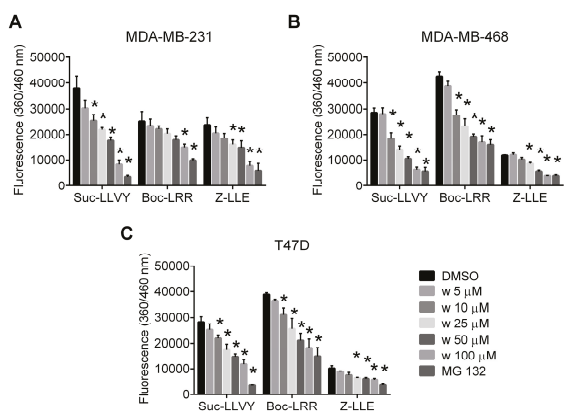 A
MDA-MB-231
Fluorescence (360/460 nm)
50000
40000
30000
20000
10000
0
* ^ * ^ *
* *
* * ^ ^
Suc-LLVY Boc-LRR Z-LLE
B
MDA-MB-468
Fluorescence (360/460 nm)
50000
40000
30000
20000
10000
0
* * * ^ *
* * ^ * *
* ^ * *
Suc-LLVY Boc-LRR Z-LLE
C
T47D
Fluorescence (360/460 nm)
50000
40000
30000
20000
10000
0
* * * * *
* * * * *
* * * *
Suc-LLVY Boc-LRR Z-LLE
DMSO
w 5 µM
w 10 µM
w 25 µM
w 50 µM
w 100 µM
MG 132